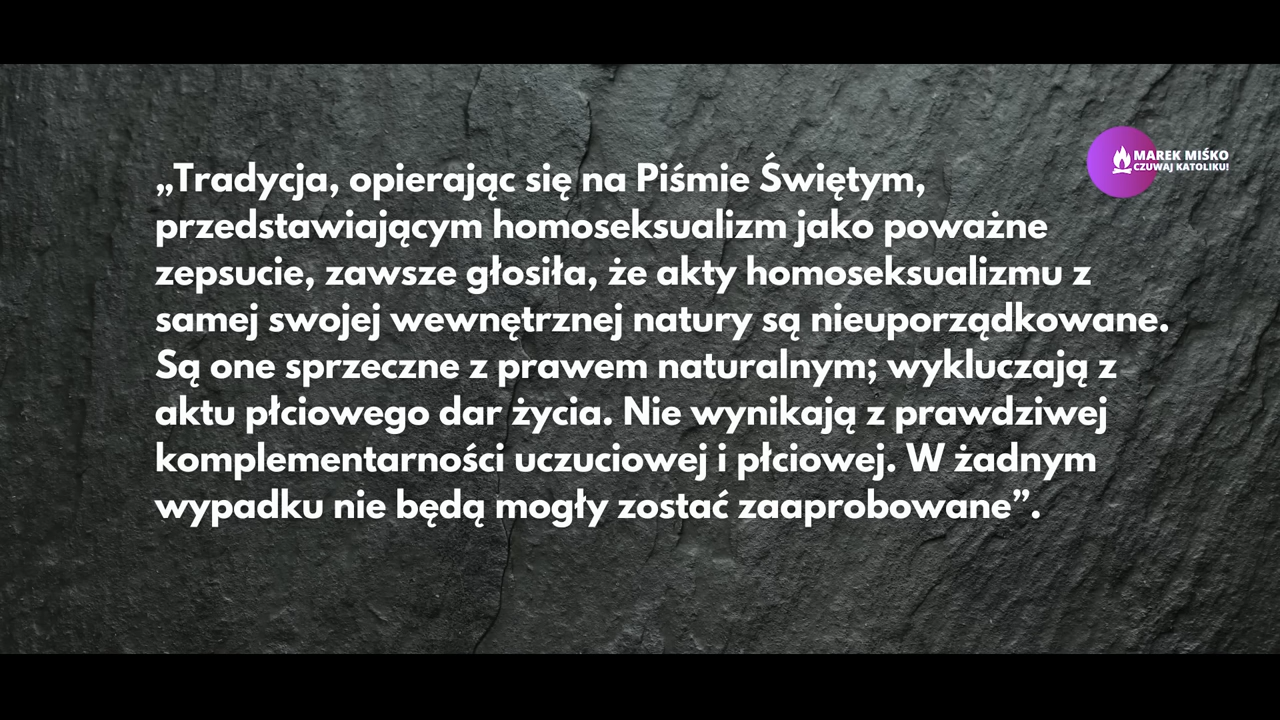 „Tradycja, opierając się na Piśmie Świętym,
przedstawiającym homoseksualizm jako poważne
zepsucie, zawsze głosiła, że akty homoseksualizmu z
samej swojej wewnętrznej natury są nieuporządkowane.
Są one sprzeczne z prawem naturalnym; wykluczają z
aktu płciowego dar życia. Nie wynikają z prawdziwej
komplementarności uczuciowej i płciowej. W żadnym
wypadku nie będą mogły zostać zaaprobowane”.
MAREK MIŚKO
CZUWAJ KATOLIKU!